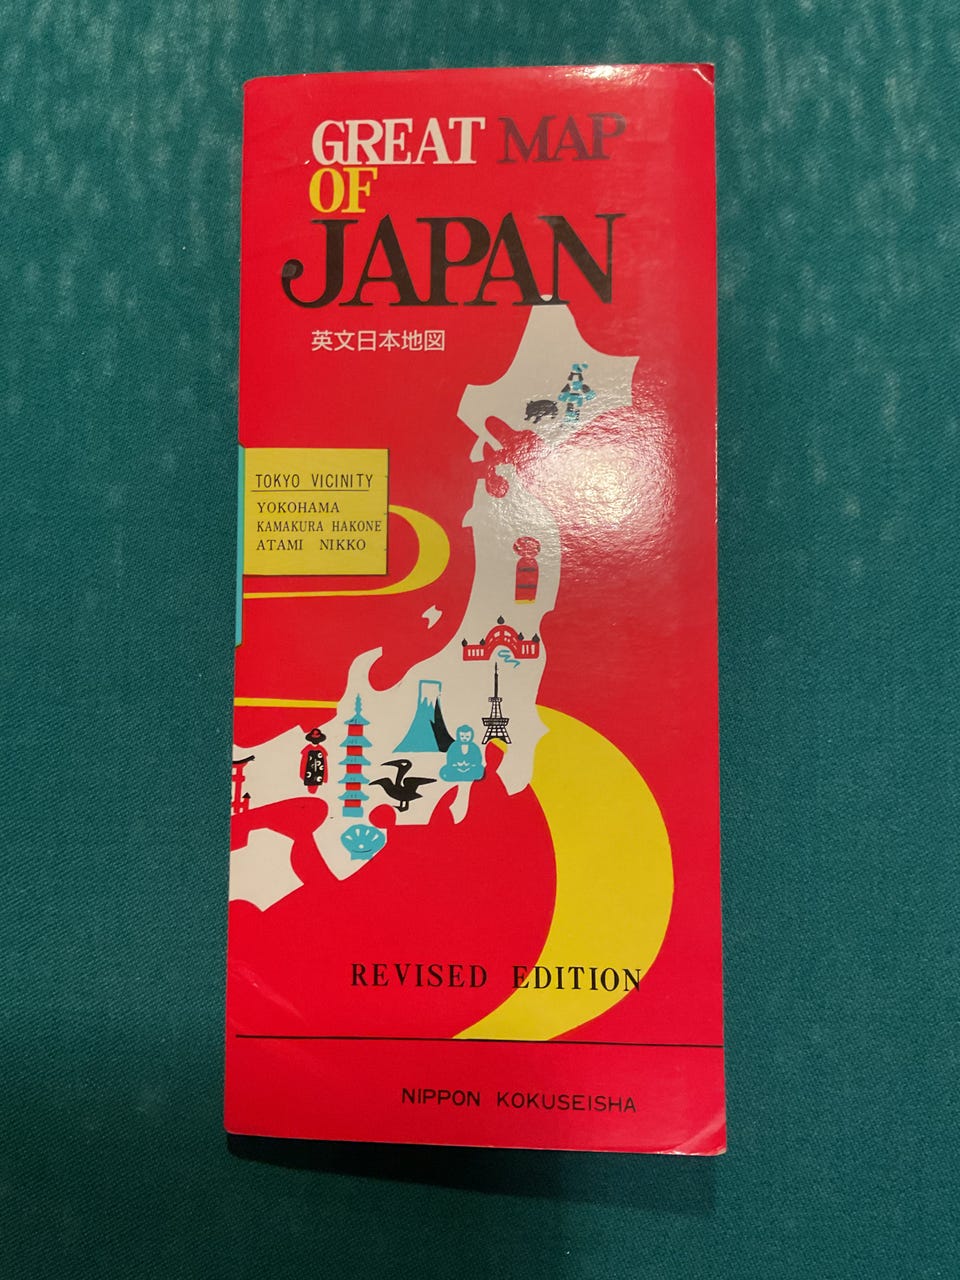 GREAT MAP
OF
JAPAN
英文日本地図
TOKYO VICINITY
YOKOHAMA
KAMAKURA HAKONE
ATAMI NIKKO
REVISED EDITION
NIPPON KOKUSEISHA